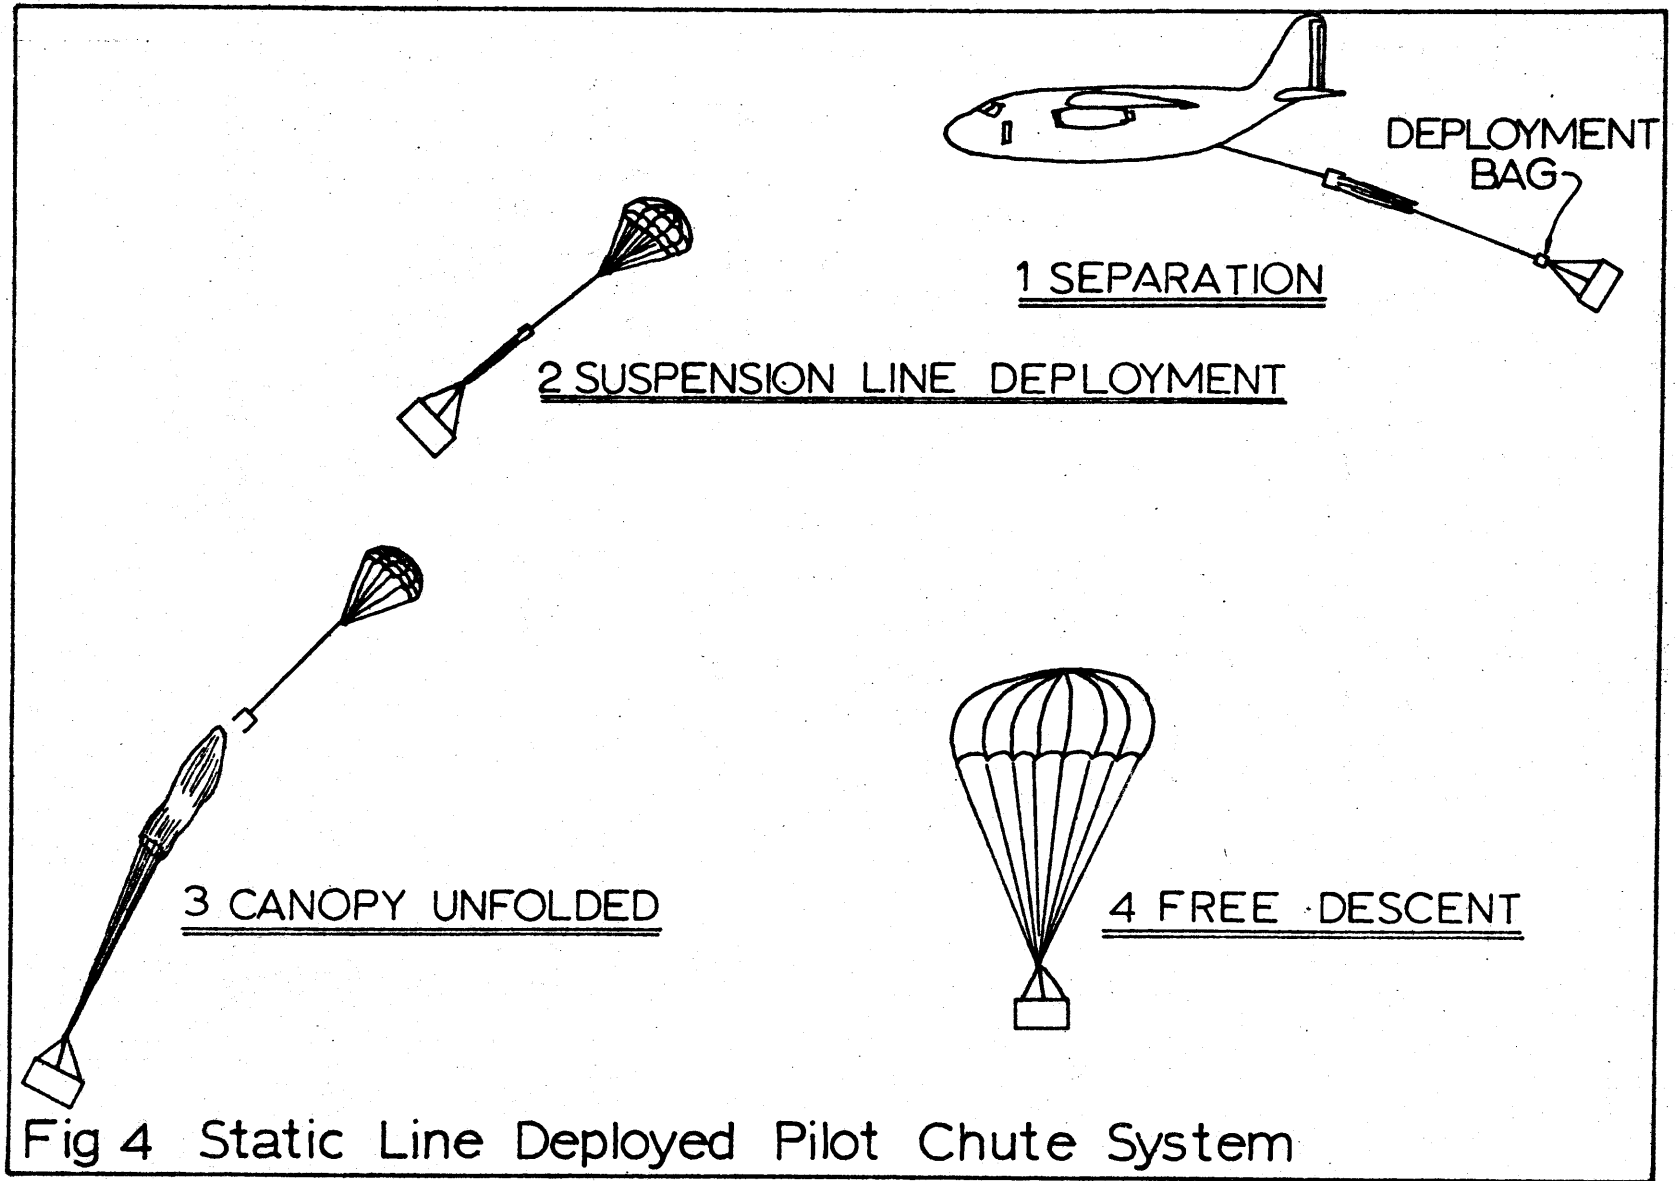 DEPLOYMENT
BAG
1 SEPARATION
2 SUSPENSION LINE DEPLOYMENT
3 CANOPY UNFOLDED
4 FREE DESCENT
Fig 4 Static Line Deployed Pilot Chute System